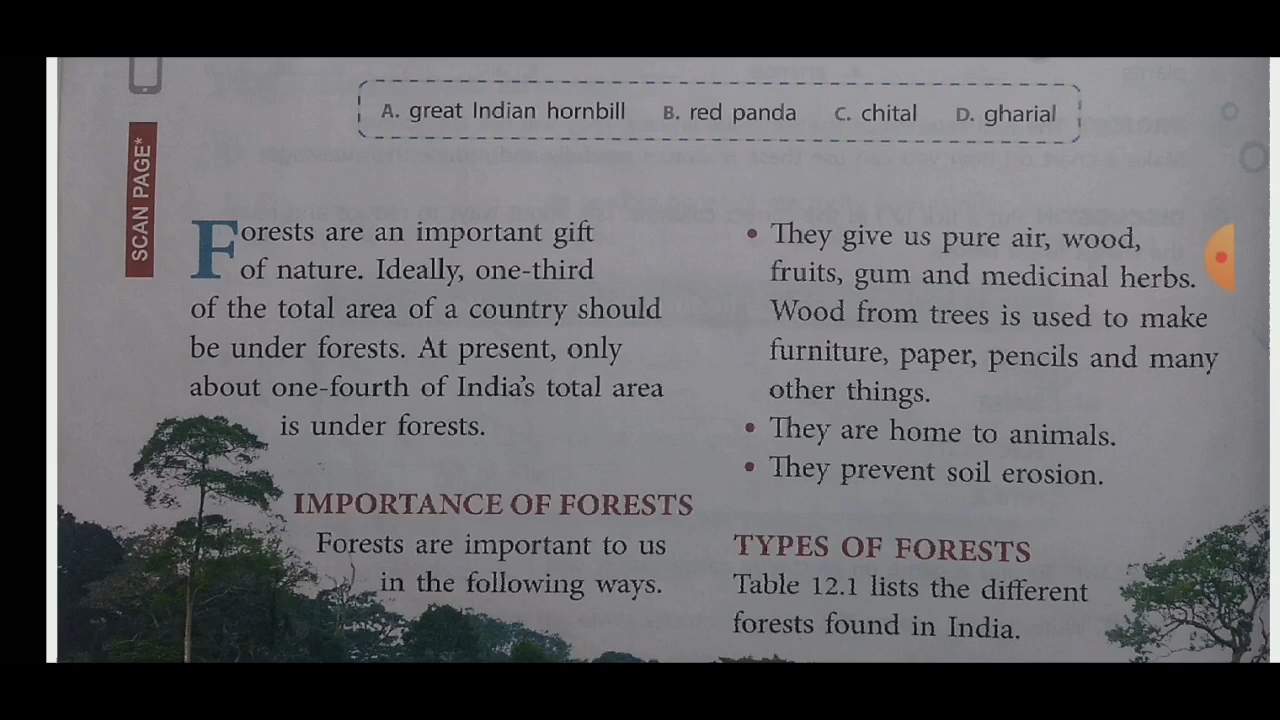 A. great Indian hornbill B. red panda C. chital D. gharial
SCAN PAGE*
Forests are an important gift
of nature. Ideally, one-third
of the total area of a country should
be under forests. At present, only
about one-fourth of India's total area
is under forests.
IMPORTANCE OF FORESTS
Forests are important to us
in the following ways.
• They give us pure air, wood,
fruits, gum and medicinal herbs.
Wood from trees is used to make
furniture, paper, pencils and many
other things.
• They are home to animals.
• They prevent soil erosion.
TYPES OF FORESTS
Table 12.1 lists the different
forests found in India.